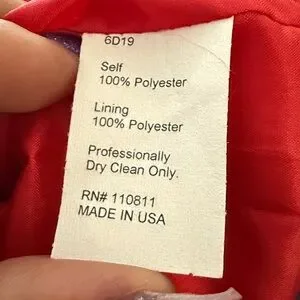 6D19
Self
100% Polyester
Lining
100% Polyester
Professionally
Dry Clean Only.
RN# 110811
MADE IN USA